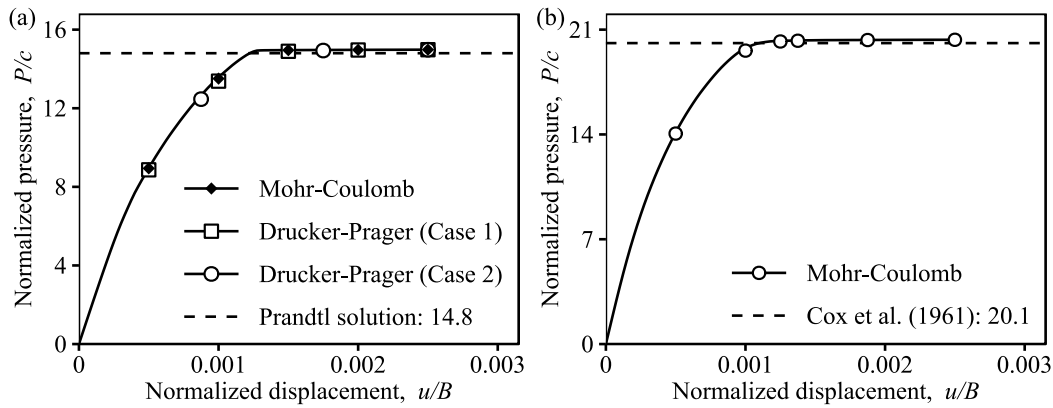 (a)
Normalized pressure, P/c
16
12
8
4
0
Mohr-Coulomb
Drucker-Prager (Case 1)
Drucker-Prager (Case 2)
Prandtl solution: 14.8
0 0.001 0.002 0.003
Normalized displacement, u/B
(b)
Normalized pressure, P/c
21
14
7
0
Mohr-Coulomb
Cox et al. (1961): 20.1
0 0.001 0.002 0.003
Normalized displacement, u/B